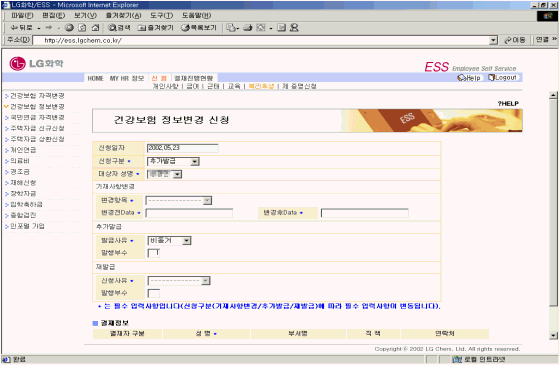 LG화학/ESS - Microsoft Internet Explorer
파일(F) 편집(E) 보기(V) 즐겨찾기(A) 도구(T) 도움말(H)
뒤로 검색 즐겨찾기 목록보기
주소(D) http://ess.lgchem.co.kr/ 이동 연결 »
LG화학
ESS Employee Self Service
HOME MY HR 정보 신 청 결재진행현황
Help Logout
개인사항 | 급여 | 근태 | 교육 | 복리후생 | 제 증명신청
건강보험 자격변경
건강보험 정보변경
국민연금 자격변경
주택자금 신규신청
주택자금 상환신청
개인연금
의료비
경조금
재해신청
장학자금
입학축하금
종합검진
인포멜 가입
?HELP
건강보험 정보변경 신청
ESS
신청일자 2002.05.23
신청구분 추가발급
대상자 성명
기재사항변경
변경항목 ----------------
변경전Data 변경후Data
추가발급
발급사유 비동거
발행부수
재발급
신청사유 ----------------
발행부수
• 는 필수 입력사항입니다(신청구분(기재사항변경/추가발급/재발급)에 따라 필수 입력사항이 변동됩니다).
결재정보
결재자 구분 성 명 부서명 직 책 연락처
Copyright © 2002 LG Chem, Ltd. All rights reserved.
완료 로컬 인트라넷